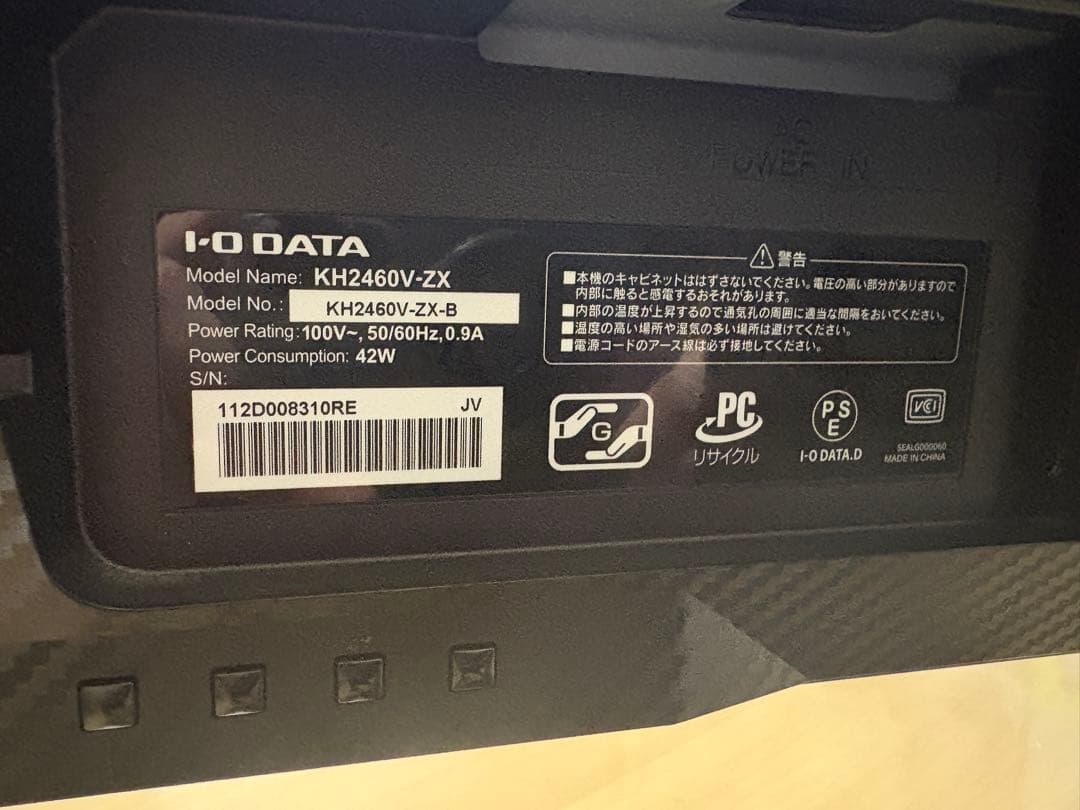 AC
POWER IN
I-O DATA
Model Name: KH2460V-ZX
Model No.: KH2460V-ZX-B
Power Rating: 100V~, 50/60Hz, 0.9A
Power Consumption: 42W
S/N:
112D008310RE JV
⚠警告
■本機のキャビネットははずさないでください。電圧の高い部分がありますので
内部に触ると感電するおそれがあります。
■内部の温度が上昇するので通気孔の周囲に適当な間隔をおいてください。
■温度の高い場所や湿気の多い場所は避けてください。
■電源コードのアース線は必ず接地してください。
G
PC
リサイクル
PS
E
I-O DATA.D
VCI
SEALG000060
MADE IN CHINA